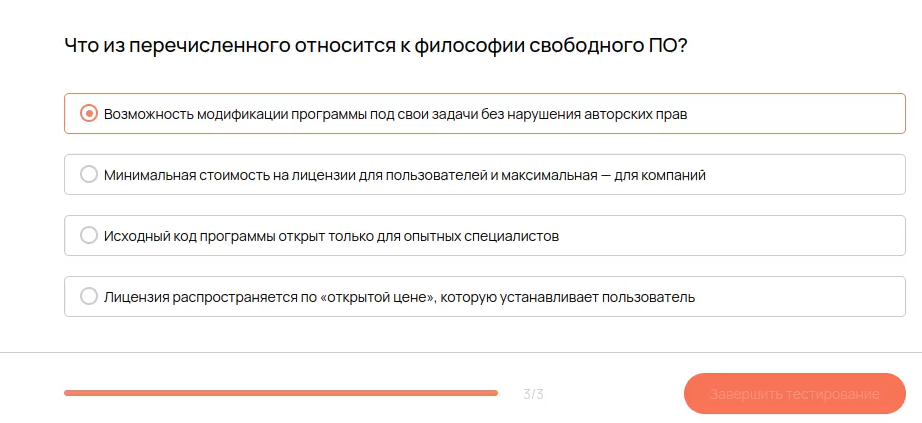 Что из перечисленного относится к философии свободного ПО?
Возможность модификации программы под свои задачи без нарушения авторских прав
Минимальная стоимость на лицензии для пользователей и максимальная — для компаний
Исходный код программы открыт только для опытных специалистов
Лицензия распространяется по «открытой цене», которую устанавливает пользователь
3/3
Завершить тестирование